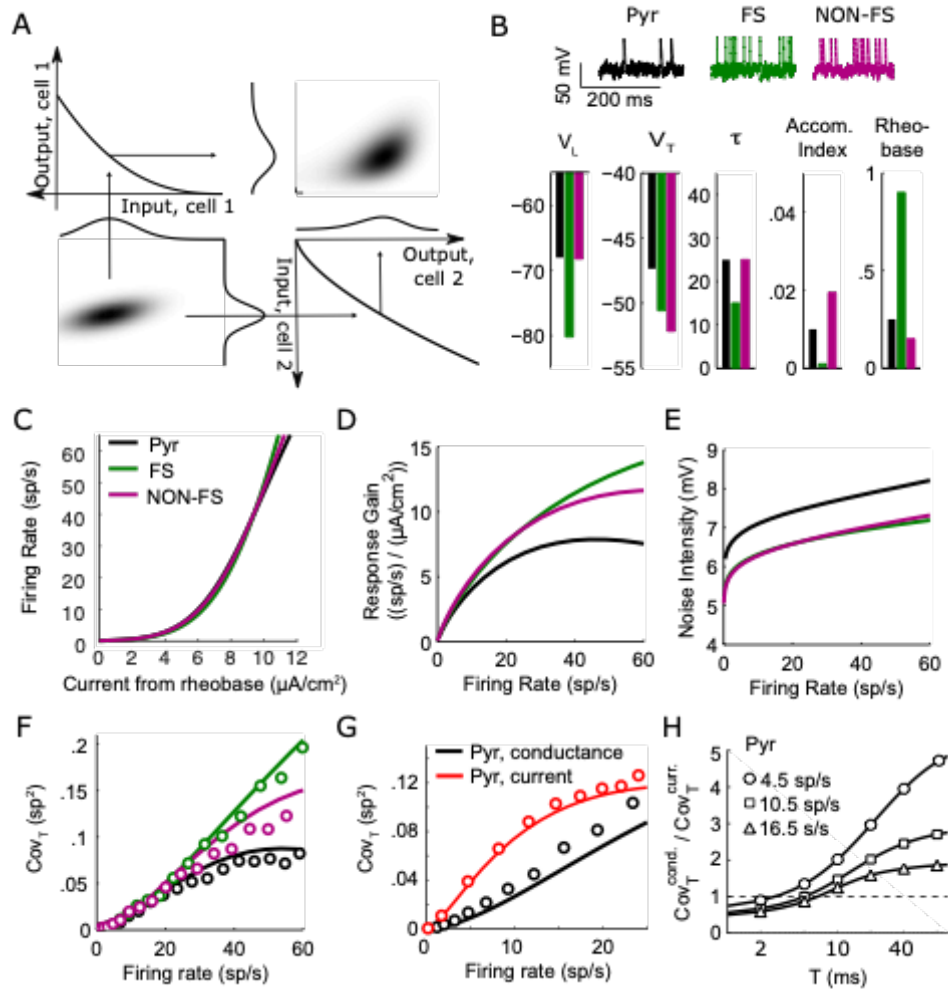 A
Output, cell 1
Input, cell 1
Output,
cell 2
Input, cell 2
B
Pyr FS NON-FS
50 mV
200 ms
V_L V_T τ Accom. Index Rheo-base
−60 −70 −80
−40 −45 −50 −55
40 30 20 10 0
.04 .02 0
1 .5 0
C
Firing Rate (sp/s)
60 50 40 30 20 10 0
Pyr
FS
NON-FS
0 2 4 6 8 10 12
Current from rheobase (μA/cm²)
D
Response Gain
((sp/s) / (μA/cm²))
15 10 5 0
0 20 40 60
Firing Rate (sp/s)
E
Noise Intensity (mV)
9 8 7 6 5 4
0 20 40 60
Firing Rate (sp/s)
F
Cov_T (sp²)
.2 .15 .1 .05 0
0 10 20 30 40 50 60
Firing rate (sp/s)
G
Cov_T (sp²)
0.12 .08 .04 0
Pyr, conductance
Pyr, current
0 10 20
Firing rate (sp/s)
H
Cov_T^cond. / Cov_T^curr.
5 4 3 2 1 0
Pyr
4.5 sp/s
10.5 sp/s
16.5 s/s
2 10 40
T (ms)